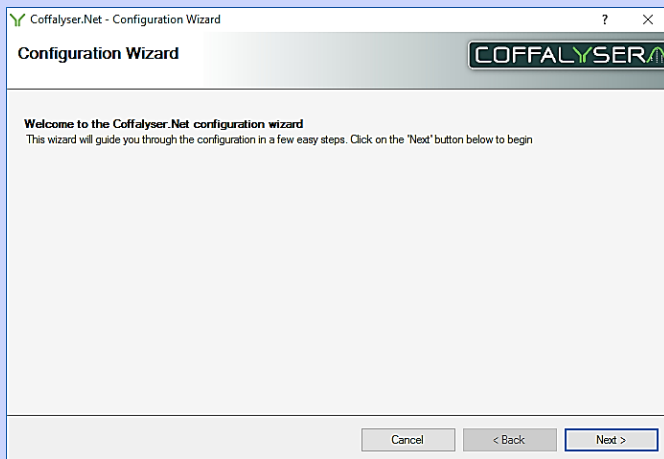 Coffalyser.Net - Configuration Wizard ?
Configuration Wizard
COFFALYSER
Welcome to the Coffalyser.Net configuration wizard
This wizard will guide you through the configuration in a few easy steps. Click on the 'Next' button below to begin
Cancel < Back Next >